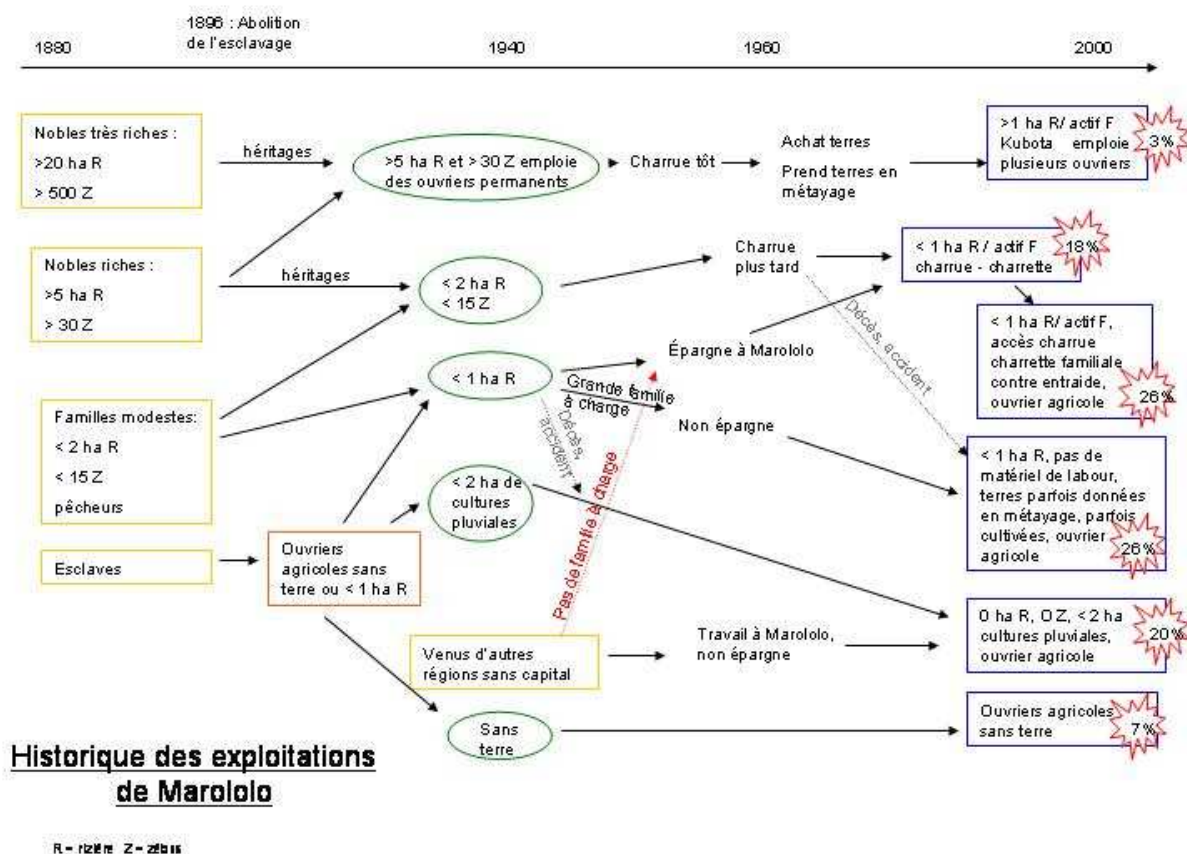 1896 : Abolition
de l'esclavage
1880
1940
1960
2000
Nobles très riches :
>20 ha R
> 500 Z
héritages
>5 ha R et > 30 Z emploie
des ouvriers permanents
Charrue tôt
Achat terres
Prend terres en
métayage
>1 ha R/ actif F
Kubota emploie
plusieurs ouvriers
3%
Nobles riches :
>5 ha R
> 30 Z
héritages
< 2 ha R
< 15 Z
Charrue
plus tard
< 1 ha R / actif F
charrue - charrette
18%
Décès, accident
< 1 ha R/ actif F,
accès charrue
charrette familiale
contre entraide,
ouvrier agricole
26%
Familles modestes:
< 2 ha R
< 15 Z
pêcheurs
< 1 ha R
Épargne à Marololo
Grande famille
à charge
Non épargne
Décès,
accident
Pas de famille à charge
< 1 ha R, pas de
matériel de labour,
terres parfois données
en métayage, parfois
cultivées, ouvrier
agricole
26%
< 2 ha de
cultures
pluviales
Esclaves
Ouvriers
agricoles sans
terre ou < 1 ha R
Venus d'autres
régions sans capital
Travail à Marololo,
non épargne
0 ha R, 0 Z, < 2 ha
cultures pluviales,
ouvrier agricole
20%
Sans
terre
Ouvriers agricoles
sans terre
7%
Historique des exploitations
de Marololo
R = rizière Z = zébus